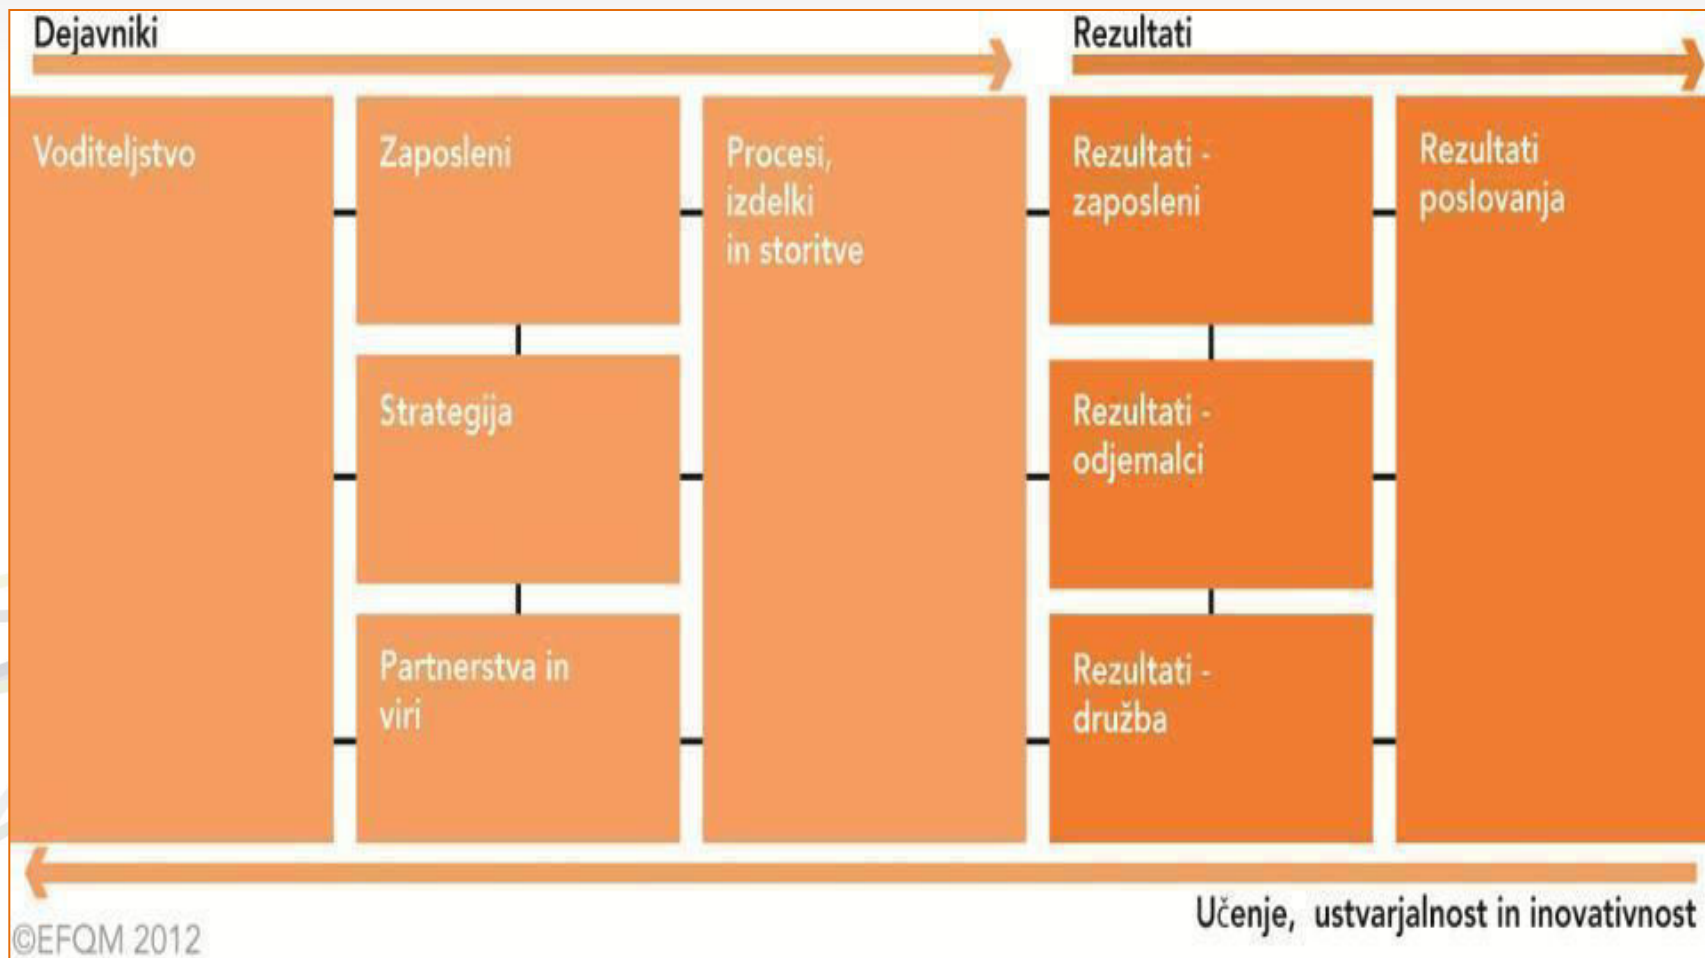 Dejavniki
Rezultati
Voditeljstvo
Zaposleni
Procesi,
izdelki
in storitve
Rezultati -
zaposleni
Rezultati
poslovanja
Strategija
Rezultati -
odjemalci
Partnerstva in
viri
Rezultati -
družba
Učenje, ustvarjalnost in inovativnost
©EFQM 2012